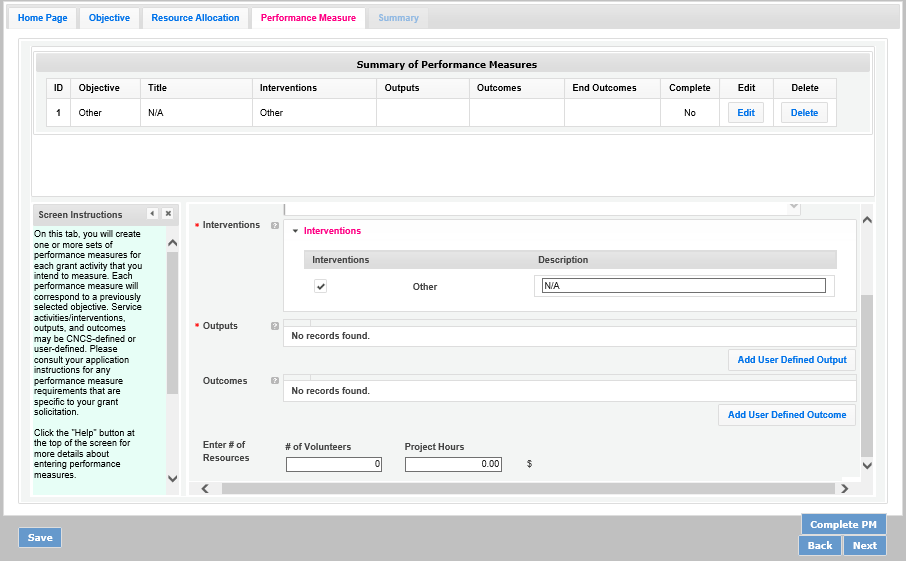 Home Page Objective Resource Allocation Performance Measure Summary
Summary of Performance Measures
ID Objective Title Interventions Outputs Outcomes End Outcomes Complete Edit Delete
1 Other N/A Other No Edit Delete
Screen Instructions
On this tab, you will create
one or more sets of
performance measures for
each grant activity that you
intend to measure. Each
performance measure will
correspond to a previously
selected objective. Service
activities/interventions,
outputs, and outcomes
may be CNCS-defined or
user-defined. Please
consult your application
instructions for any
performance measure
requirements that are
specific to your grant
solicitation.
Click the "Help" button at
the top of the screen for
more details about
entering performance
measures.
* Interventions ?
Interventions
Interventions Description
Other N/A
* Outputs ?
No records found.
Add User Defined Output
Outcomes ?
No records found.
Add User Defined Outcome
Enter # of
Resources
# of Volunteers Project Hours
0 0.00 $
Save
Complete PM
Back Next